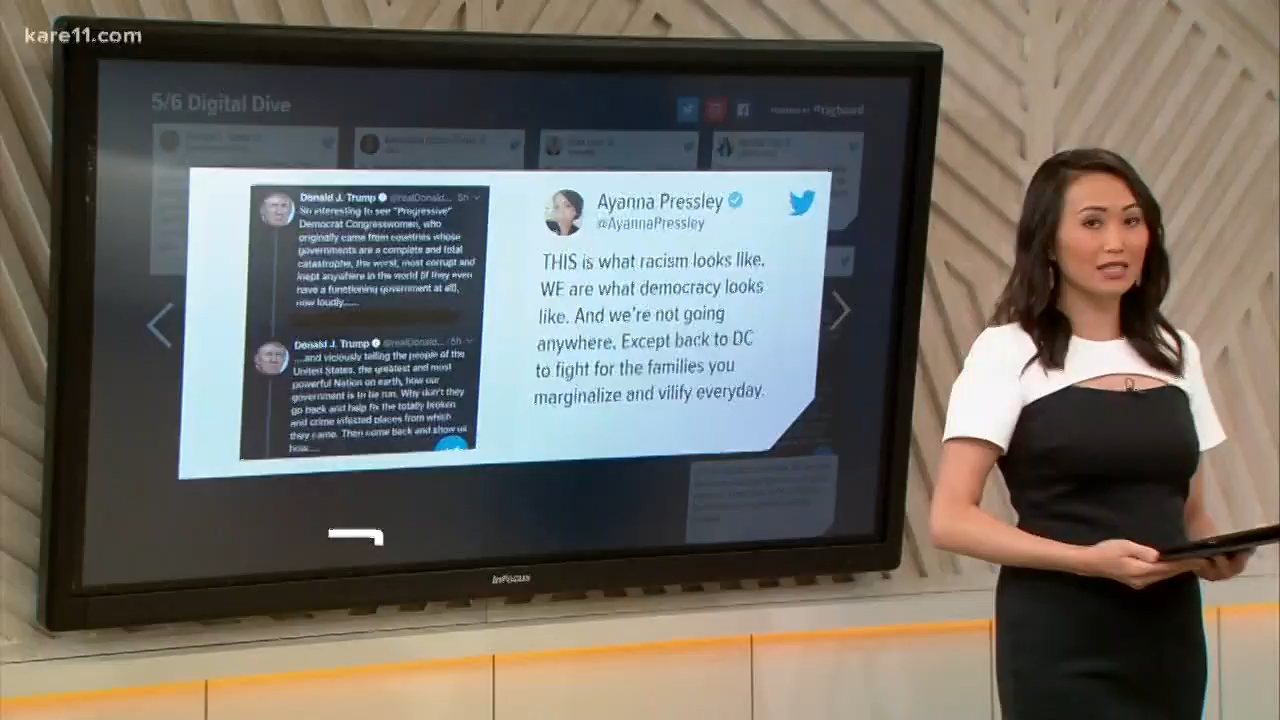 kare11.com
5/6 Digital Dive
Donald J. Trump @realDonald... 5h
So interesting to see "Progressive"
Democrat Congresswomen, who
originally came from countries whose
governments are a complete and total
catastrophe, the worst, most corrupt and
inept anywhere in the world (if they even
have a functioning government at all),
now loudly......
Donald J. Trump @realDonald... 5h
....and viciously telling the people of the
United States, the greatest and most
powerful Nation on earth, how our
government is to be run. Why don't they
go back and help fix the totally broken
and crime infested places from which
they came. Then come back and show us
how....
Ayanna Pressley
@AyannaPressley
THIS is what racism looks like.
WE are what democracy looks
like. And we're not going
anywhere. Except back to DC
to fight for the families you
marginalize and vilify everyday.
InFocus